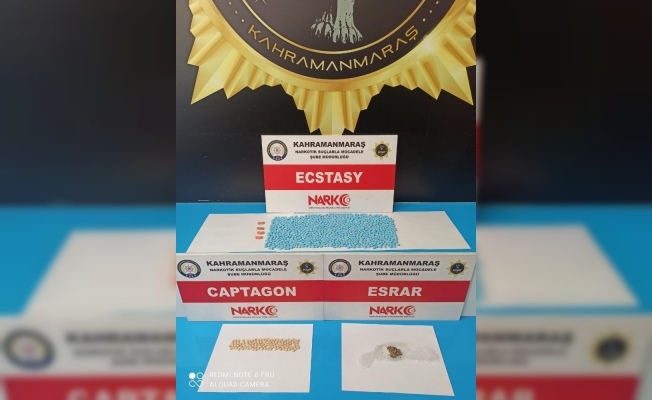 KAHRAMANMARAŞ
KAHRAMANMARAŞ
NARKOTİK SUÇLARLA MÜCADELE
ŞUBE MÜDÜRLÜĞÜ
ECSTASY
NARKO
KAHRAMANMARAŞ
NARKOTİK SUÇLARLA MÜCADELE
ŞUBE MÜDÜRLÜĞÜ
CAPTAGON
NARKO
KAHRAMANMARAŞ
NARKOTİK SUÇLARLA MÜCADELE
ŞUBE MÜDÜRLÜĞÜ
ESRAR
NARKO
REDMI NOTE 8 PRO
AI QUAD CAMERA